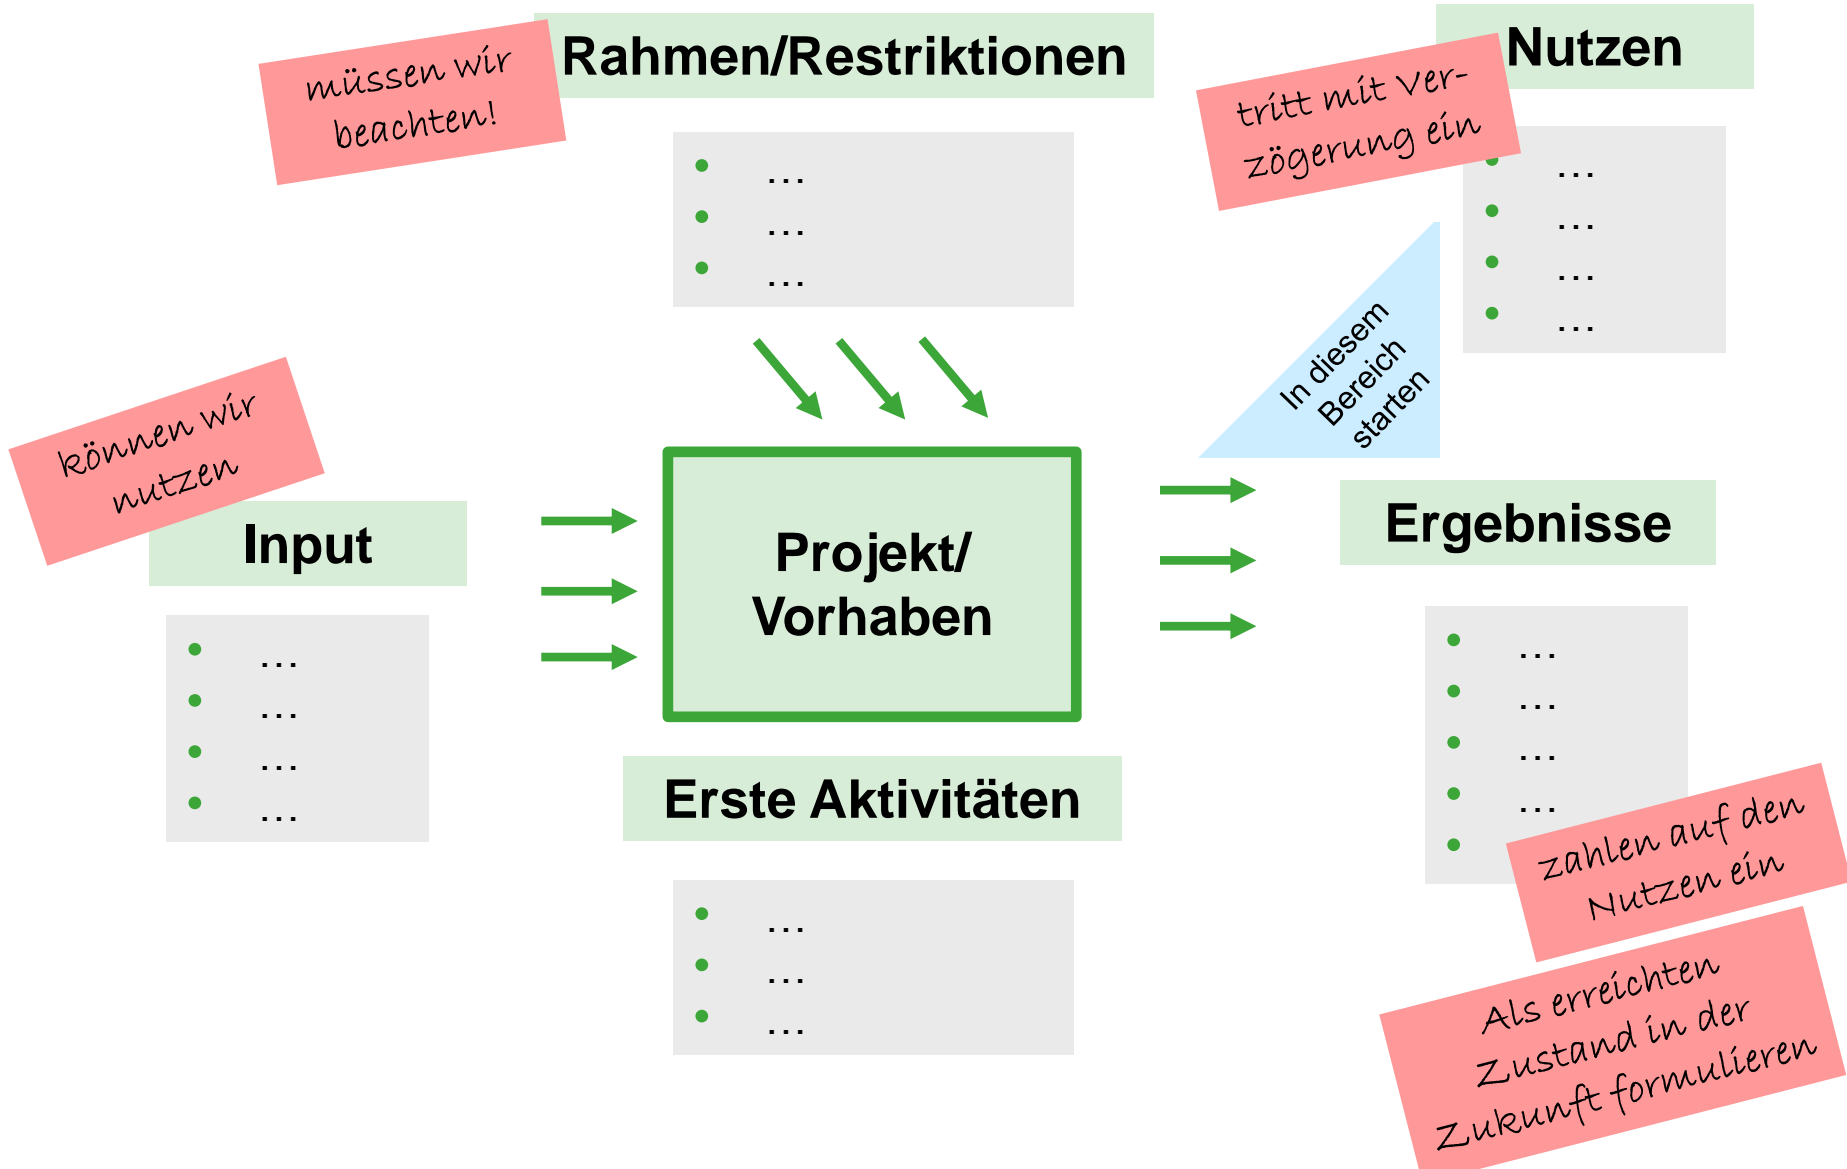 müssen wir
beachten!
Rahmen/Restriktionen
...
...
...
tritt mit Ver-
zögerung ein
Nutzen
...
...
...
...
In diesem
Bereich
starten
können wir
nutzen
Input
...
...
...
...
Projekt/
Vorhaben
Ergebnisse
...
...
...
...
zahlen auf den
Nutzen ein
Als erreichten
Zustand in der
Zukunft formulieren
Erste Aktivitäten
...
...
...